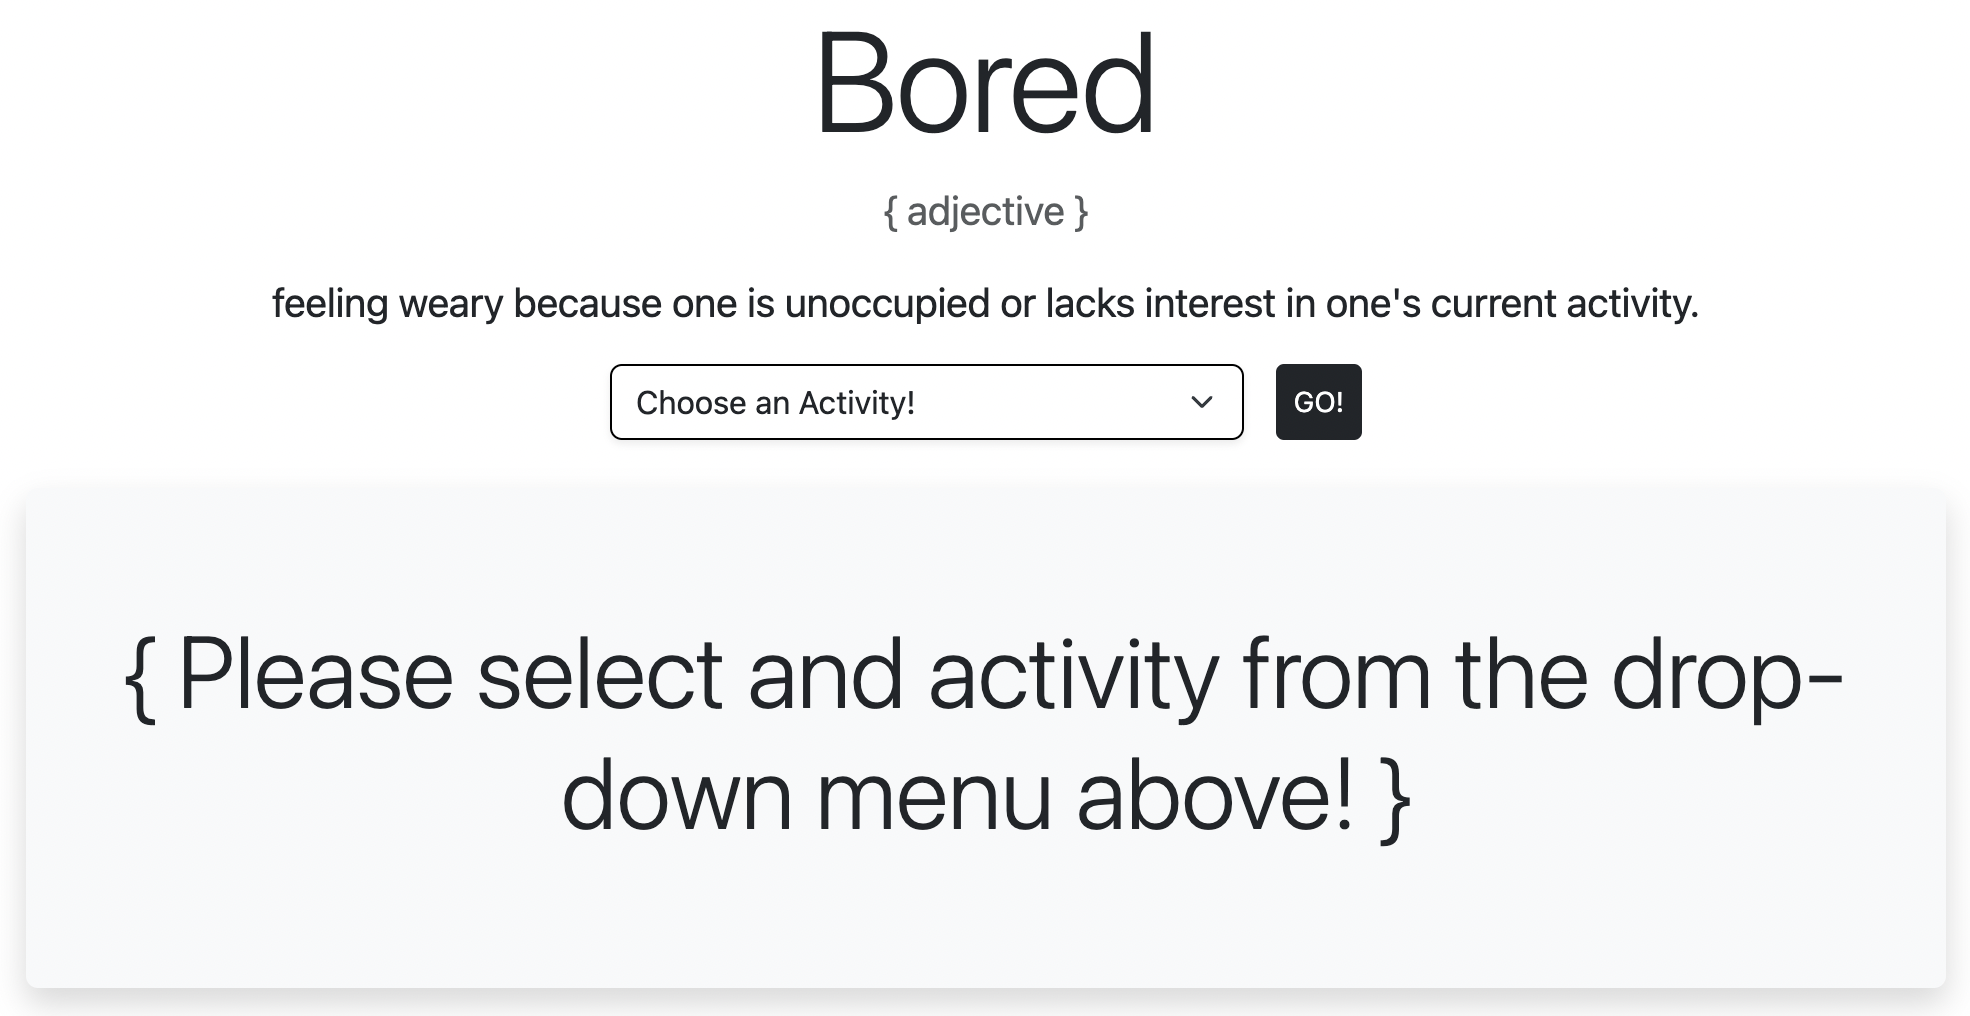 Bored
{ adjective }
feeling weary because one is unoccupied or lacks interest in one's current activity.
Choose an Activity!
GO!
{ Please select and activity from the drop-
down menu above! }